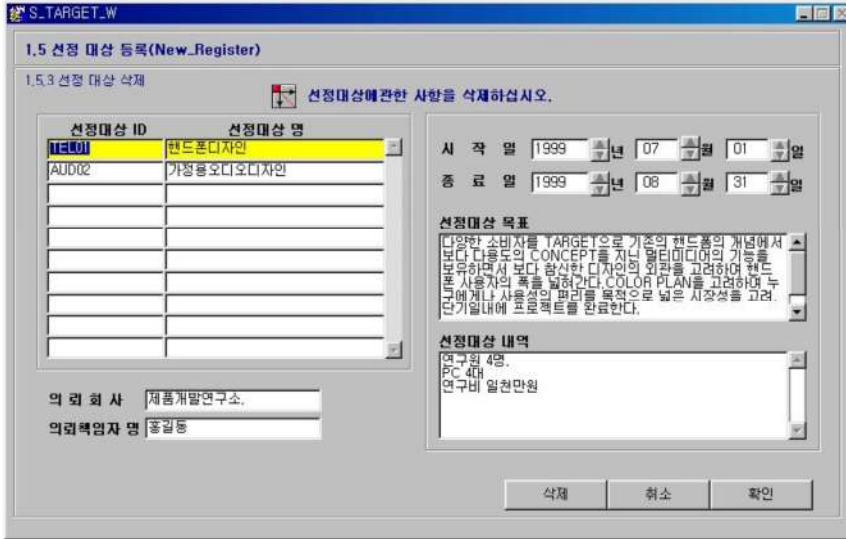 S_TARGET_W
1.5 선정 대상 등록(New_Register)
1.5.3 선정 대상 삭제
선정대상에관한 사항을 삭제하십시오.
선정대상 ID 선정대상 명
TEL01 핸드폰디자인
AUD02 가정용오디오디자인
의 뢰 회 사 제품개발연구소.
의뢰책임자 명 홍길동
시 작 일 1999 년 07 월 01 일
종 료 일 1999 년 08 월 31 일
선정대상 목표
다양한 소비자를 TARGET으로 기존의 핸드폼의 개념에서
보다 다용도의 CONCEPT를 지닌 멀티미디어의 기능을
보유하면서 보다 참신한 디자인의 외관을 고려하여 핸드
폰 사용자의 폭을 넓혀간다.COLOR PLAN을 고려하며 누
구에게나 사용성의 편리를 목적으로 넓은 시장성을 고려.
단기일내에 프로젝트를 완료한다.
선정대상 내역
연구원 4명.
PC 4대
연구비 일천만원
삭제 취소 확인